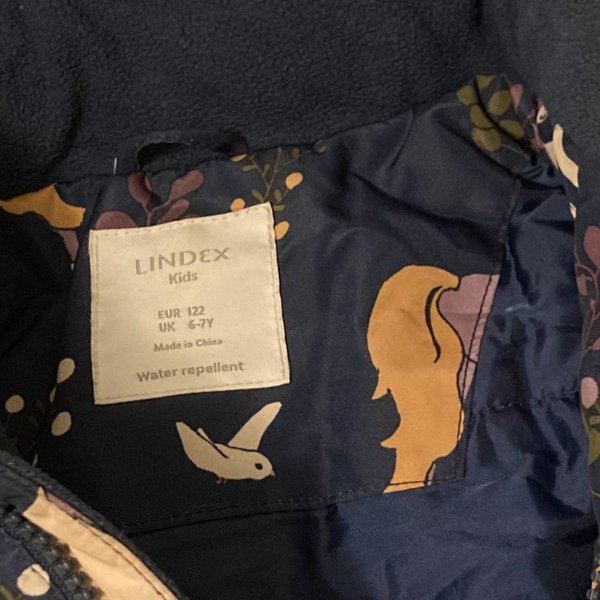 LINDEX
Kids
EUR 122
UK 6-7Y
Made in China
Water repellent